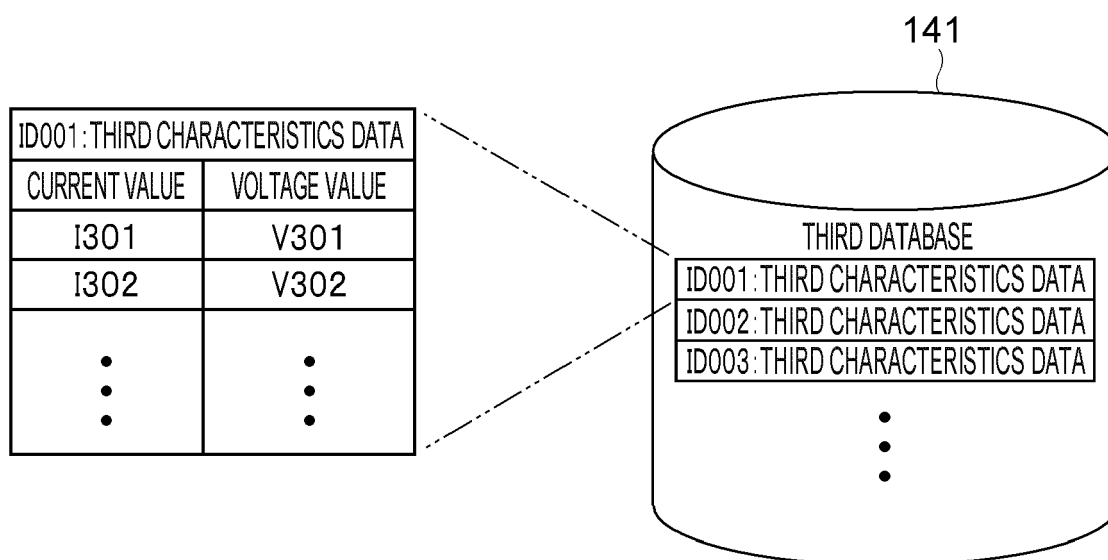 141
ID001:THIRD CHARACTERISTICS DATA
CURRENT VALUE VOLTAGE VALUE
I301 V301
I302 V302
THIRD DATABASE
ID001:THIRD CHARACTERISTICS DATA
ID002:THIRD CHARACTERISTICS DATA
ID003:THIRD CHARACTERISTICS DATA